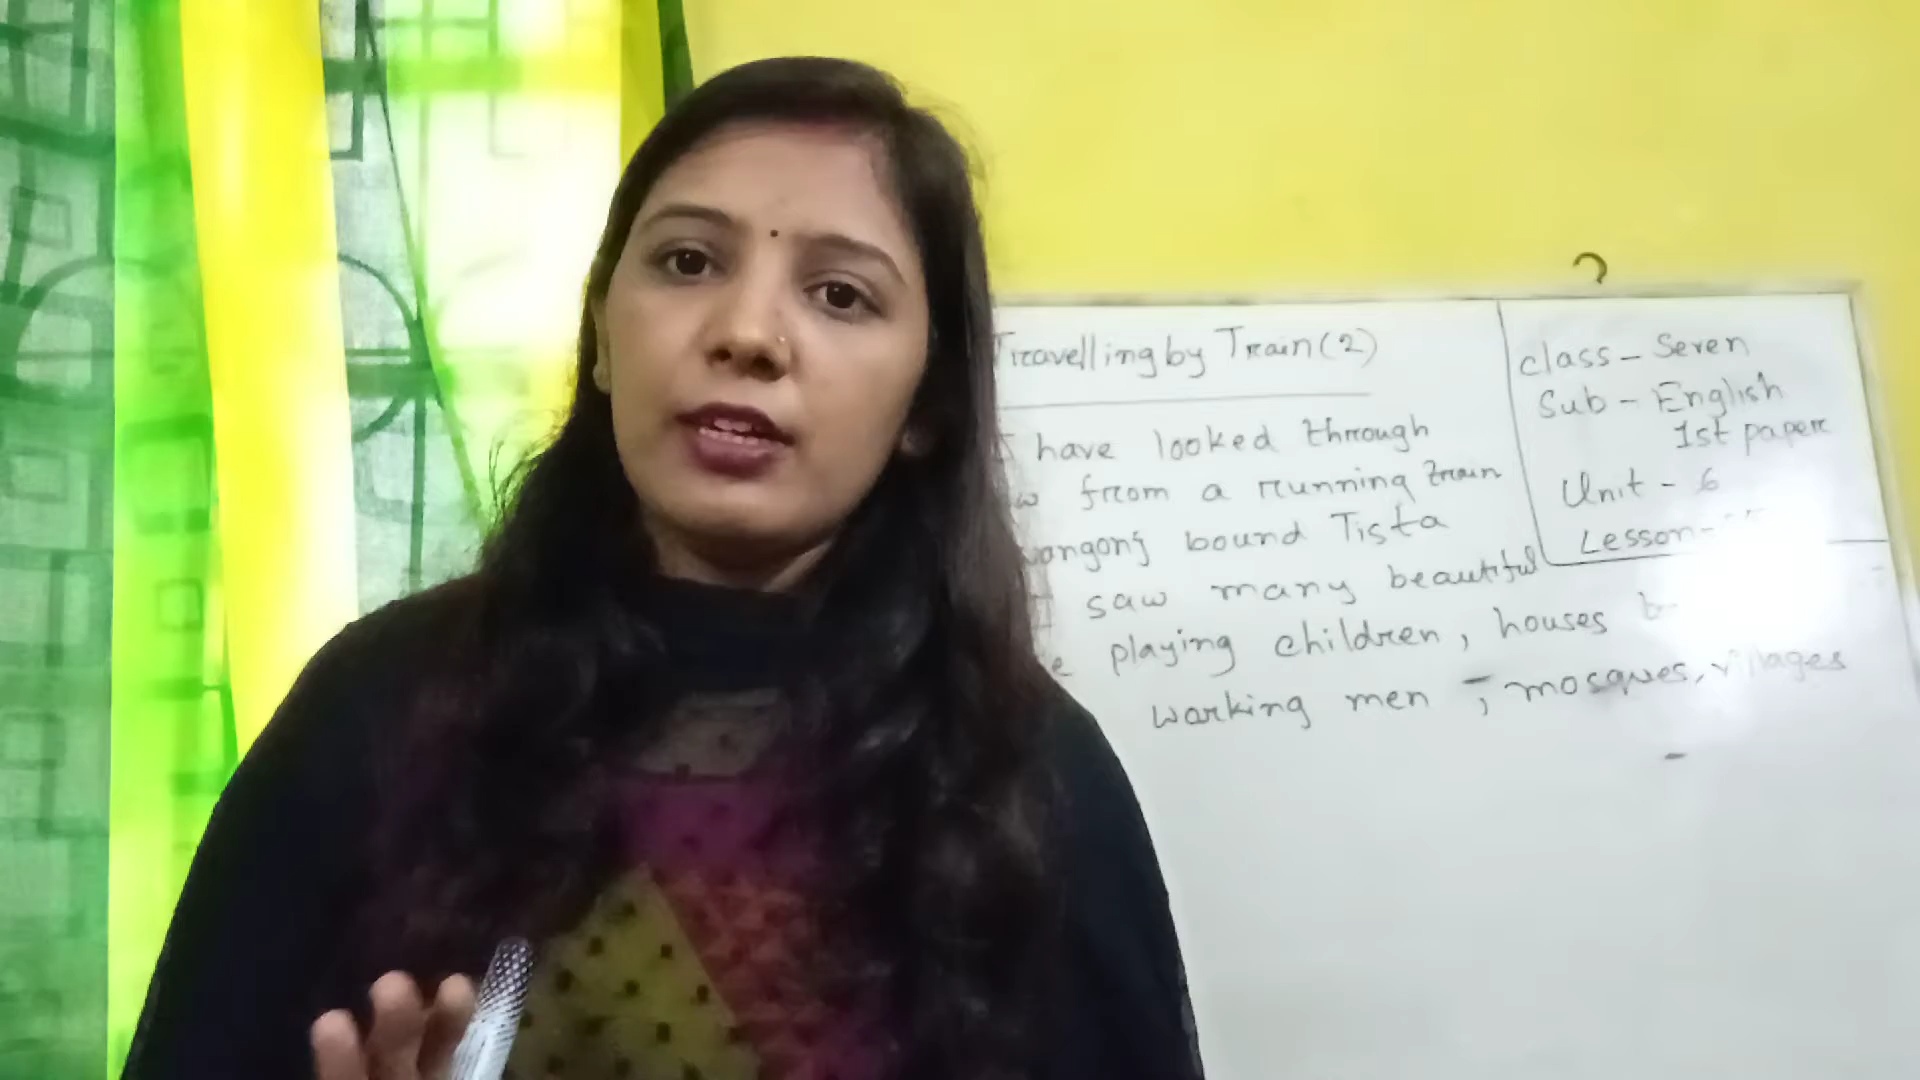 Travelling by Train (2)
have looked through
from a running train
bound Tista
saw many beautiful
playing children, houses
working men, mosques, villages
class - Seven
Sub - English
1st paper
Unit - 6
Lesson -